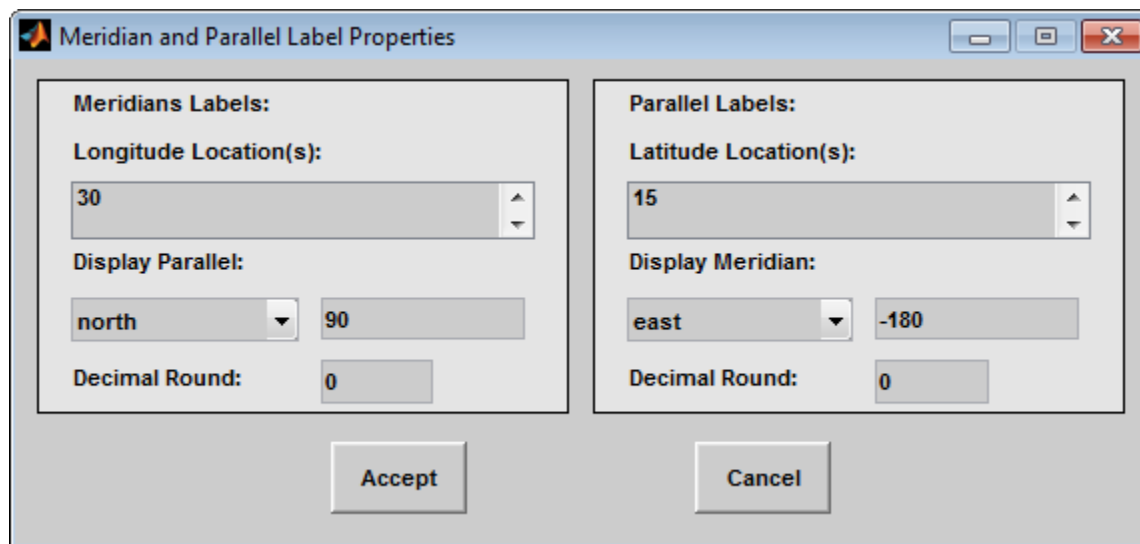 Meridian and Parallel Label Properties
Meridians Labels:
Longitude Location(s):
30
Display Parallel:
north 90
Decimal Round: 0
Parallel Labels:
Latitude Location(s):
15
Display Meridian:
east -180
Decimal Round: 0
Accept Cancel